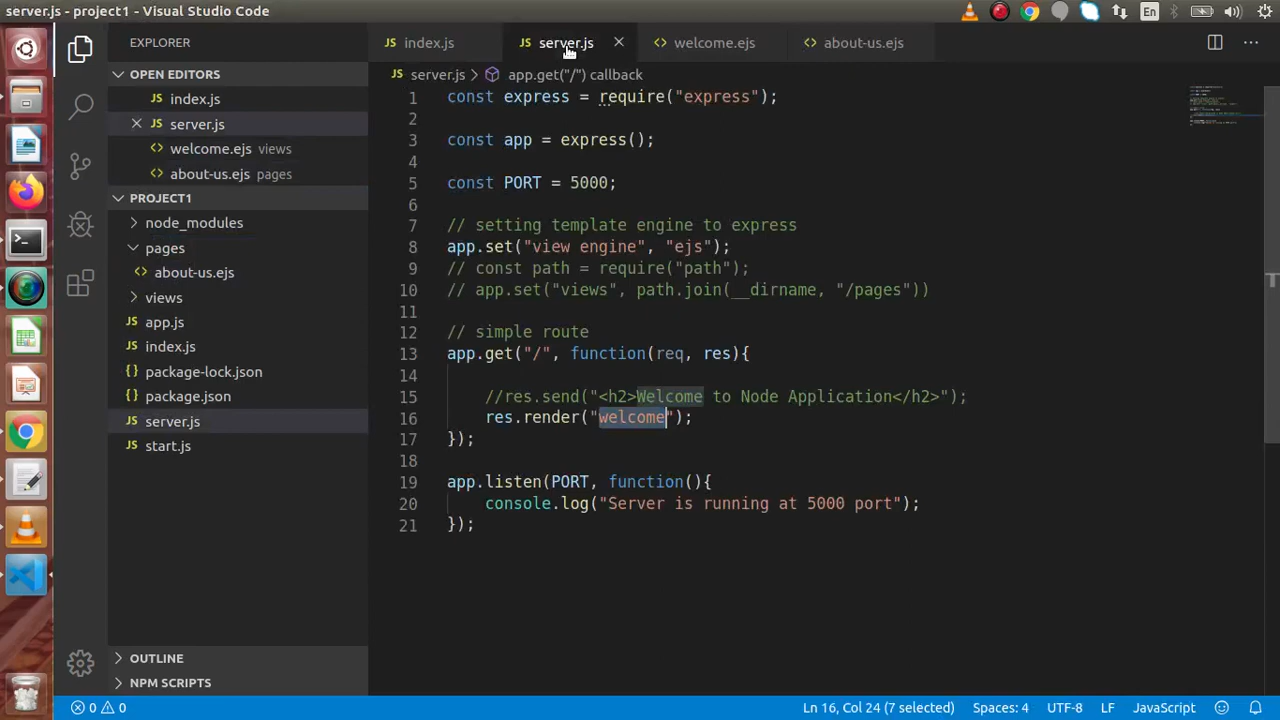 server.js - project1 - Visual Studio Code
En
EXPLORER
OPEN EDITORS
index.js
server.js
welcome.ejs views
about-us.ejs pages
PROJECT1
node_modules
pages
about-us.ejs
views
app.js
index.js
package-lock.json
package.json
server.js
start.js
OUTLINE
NPM SCRIPTS
JS index.js
JS server.js
<> welcome.ejs
<> about-us.ejs
JS server.js > app.get("/") callback
1 const express = require("express");
2
3 const app = express();
4
5 const PORT = 5000;
6
7 // setting template engine to express
8 app.set("view engine", "ejs");
9 // const path = require("path");
10 // app.set("views", path.join(__dirname, "/pages"))
11
12 // simple route
13 app.get("/", function(req, res){
14
15 //res.send("<h2>Welcome to Node Application</h2>");
16 res.render("welcome");
17 });
18
19 app.listen(PORT, function(){
20 console.log("Server is running at 5000 port");
21 });
0 0
Ln 16, Col 24 (7 selected)
Spaces: 4
UTF-8
LF
JavaScript